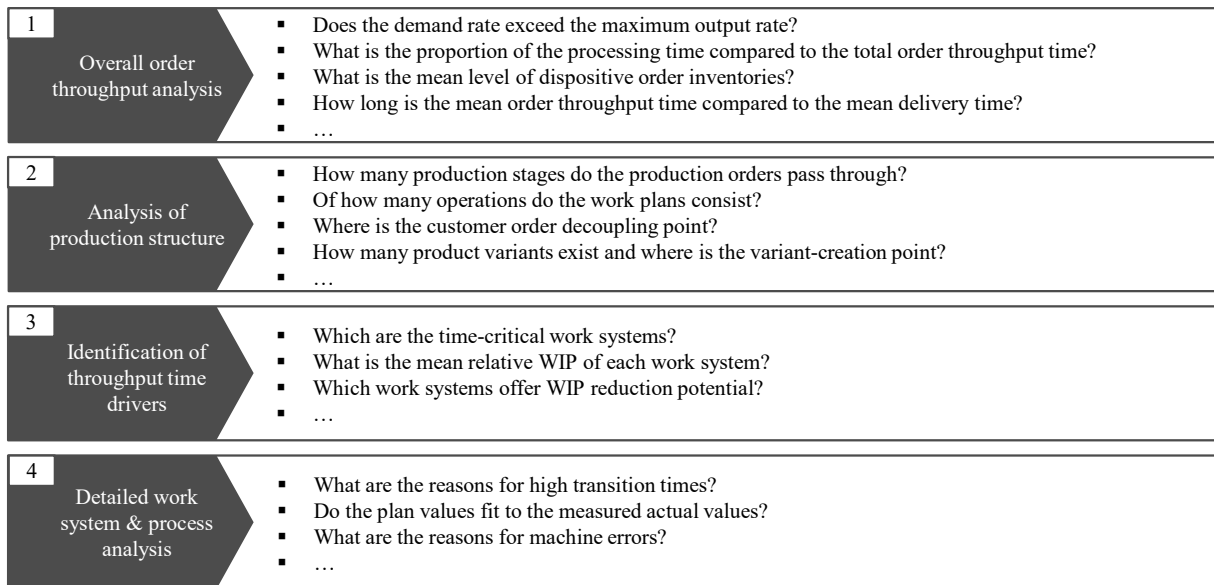 1
Overall order
throughput analysis
▪ Does the demand rate exceed the maximum output rate?
▪ What is the proportion of the processing time compared to the total order throughput time?
▪ What is the mean level of dispositive order inventories?
▪ How long is the mean order throughput time compared to the mean delivery time?
▪ …
2
Analysis of
production structure
▪ How many production stages do the production orders pass through?
▪ Of how many operations do the work plans consist?
▪ Where is the customer order decoupling point?
▪ How many product variants exist and where is the variant-creation point?
▪ …
3
Identification of
throughput time
drivers
▪ Which are the time-critical work systems?
▪ What is the mean relative WIP of each work system?
▪ Which work systems offer WIP reduction potential?
▪ …
4
Detailed work
system & process
analysis
▪ What are the reasons for high transition times?
▪ Do the plan values fit to the measured actual values?
▪ What are the reasons for machine errors?
▪ …